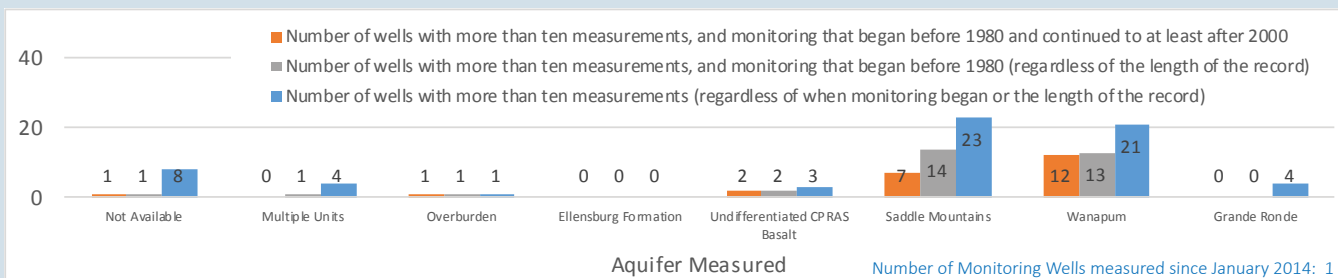 Number of wells with more than ten measurements, and monitoring that began before 1980 and continued to at least after 2000
Number of wells with more than ten measurements, and monitoring that began before 1980 (regardless of the length of the record)
Number of wells with more than ten measurements (regardless of when monitoring began or the length of the record)
40
20
0
1 1 8
0 1 4
1 1 1
0 0 0
2 2 3
7 14 23
12 13 21
0 0 4
Not Available
Multiple Units
Overburden
Ellensburg Formation
Undifferentiated CPRAS
Basalt
Saddle Mountains
Wanapum
Grande Ronde
Aquifer Measured
Number of Monitoring Wells measured since January 2014: 1